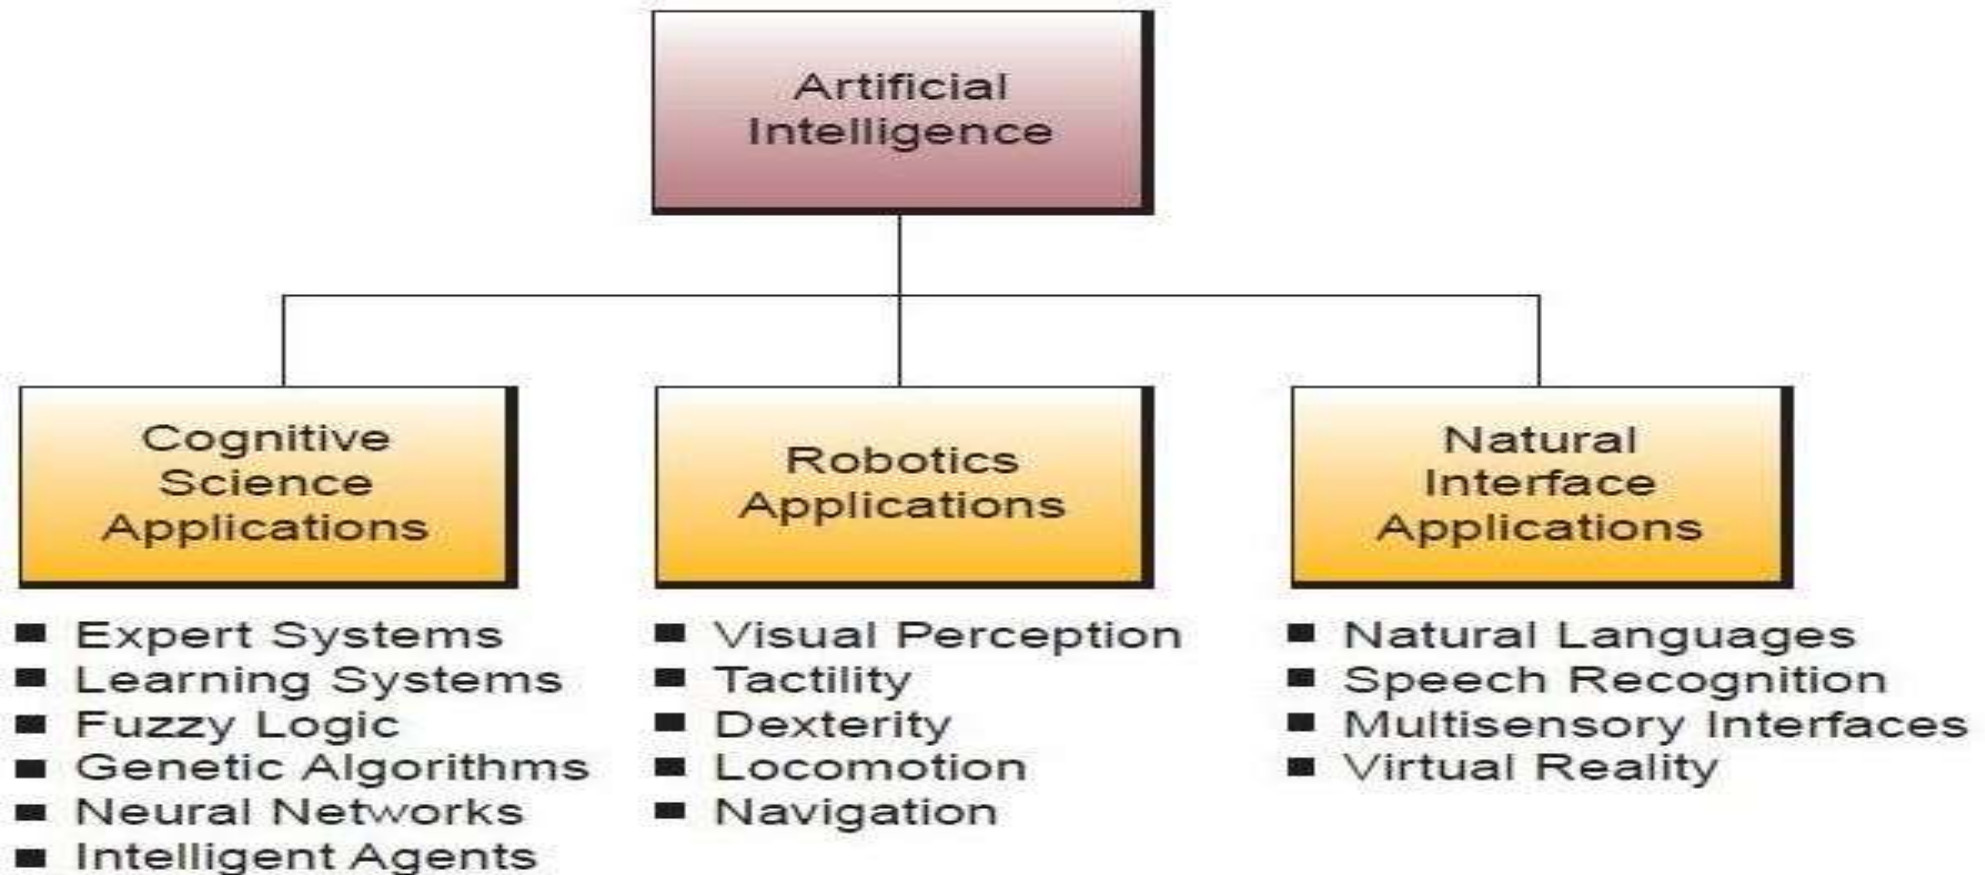 Artificial
Intelligence
Cognitive
Science
Applications
Robotics
Applications
Natural
Interface
Applications
■ Expert Systems
■ Learning Systems
■ Fuzzy Logic
■ Genetic Algorithms
■ Neural Networks
■ Intelligent Agents
■ Visual Perception
■ Tactility
■ Dexterity
■ Locomotion
■ Navigation
■ Natural Languages
■ Speech Recognition
■ Multisensory Interfaces
■ Virtual Reality